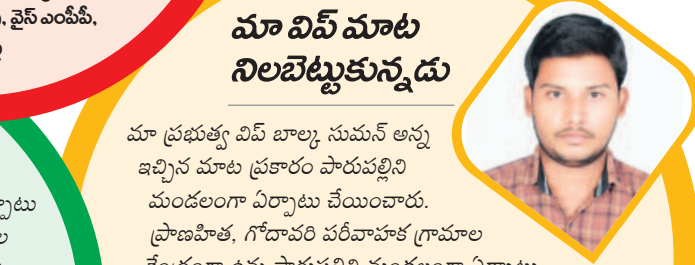 వైస్ ఎంపీపీ,
మా విప్ మాట
నిలబెట్టుకున్నడు
మా ప్రభుత్వ విప్ బాల్క సుమన్ అన్న
ఇచ్చిన మాట ప్రకారం పారుపల్లిని
మండలంగా ఏర్పాటు చేయించారు.
ప్రాణహిత, గోదావరి పరీవాహక గ్రామాల